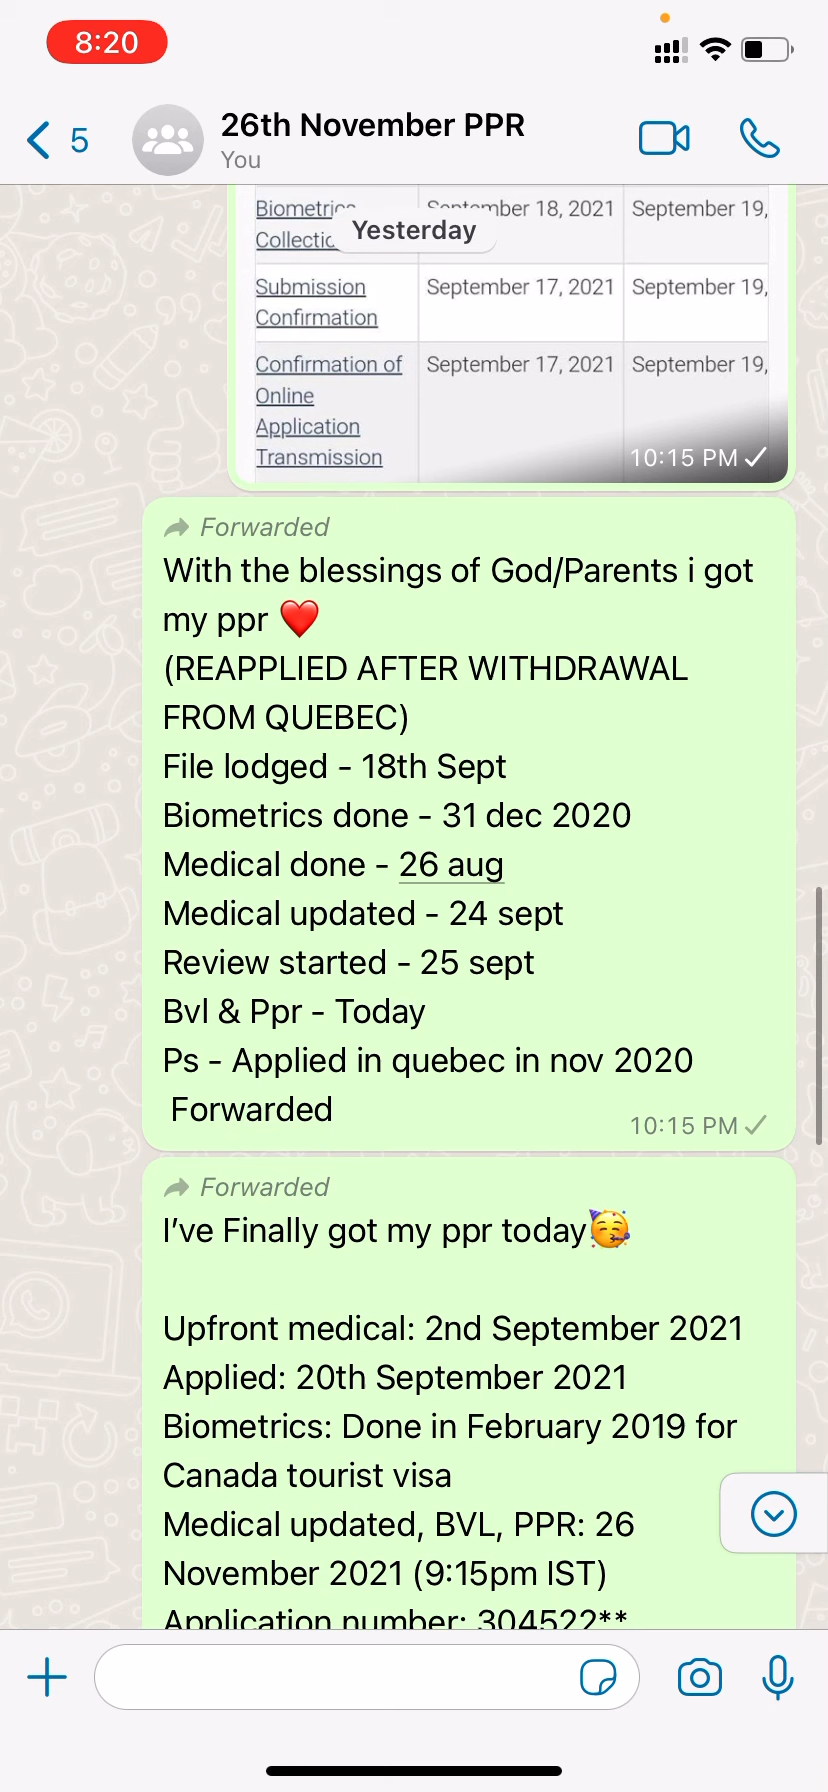 8:20
5
26th November PPR
You
Yesterday
September 18, 2021 September 19,
Submission September 17, 2021 September 19,
Confirmation
Confirmation of September 17, 2021 September 19,
Online
Application
Transmission
10:15 PM
Forwarded
With the blessings of God/Parents i got
my ppr ❤️
(REAPPLIED AFTER WITHDRAWAL
FROM QUEBEC)
File lodged - 18th Sept
Biometrics done - 31 dec 2020
Medical done - 26 aug
Medical updated - 24 sept
Review started - 25 sept
Bvl & Ppr - Today
Ps - Applied in quebec in nov 2020
Forwarded
10:15 PM
Forwarded
I’ve Finally got my ppr today🥳
Upfront medical: 2nd September 2021
Applied: 20th September 2021
Biometrics: Done in February 2019 for
Canada tourist visa
Medical updated, BVL, PPR: 26
November 2021 (9:15pm IST)
Application number: 304522**